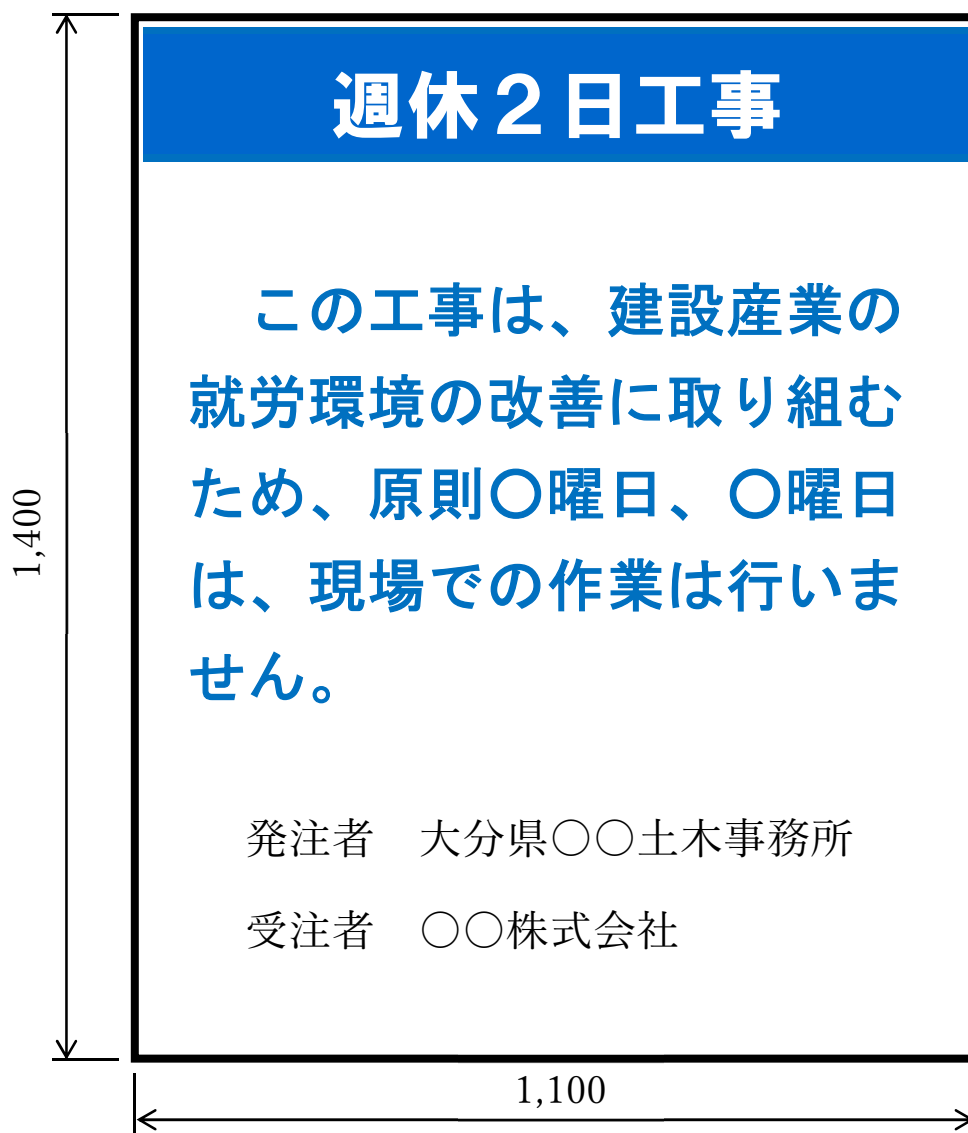 週休２日工事
　この工事は、建設産業の
就労環境の改善に取り組む
ため、原則〇曜日、〇曜日
は、現場での作業は行いま
せん。
発注者　大分県○○土木事務所
受注者　○○株式会社
1,400
1,100